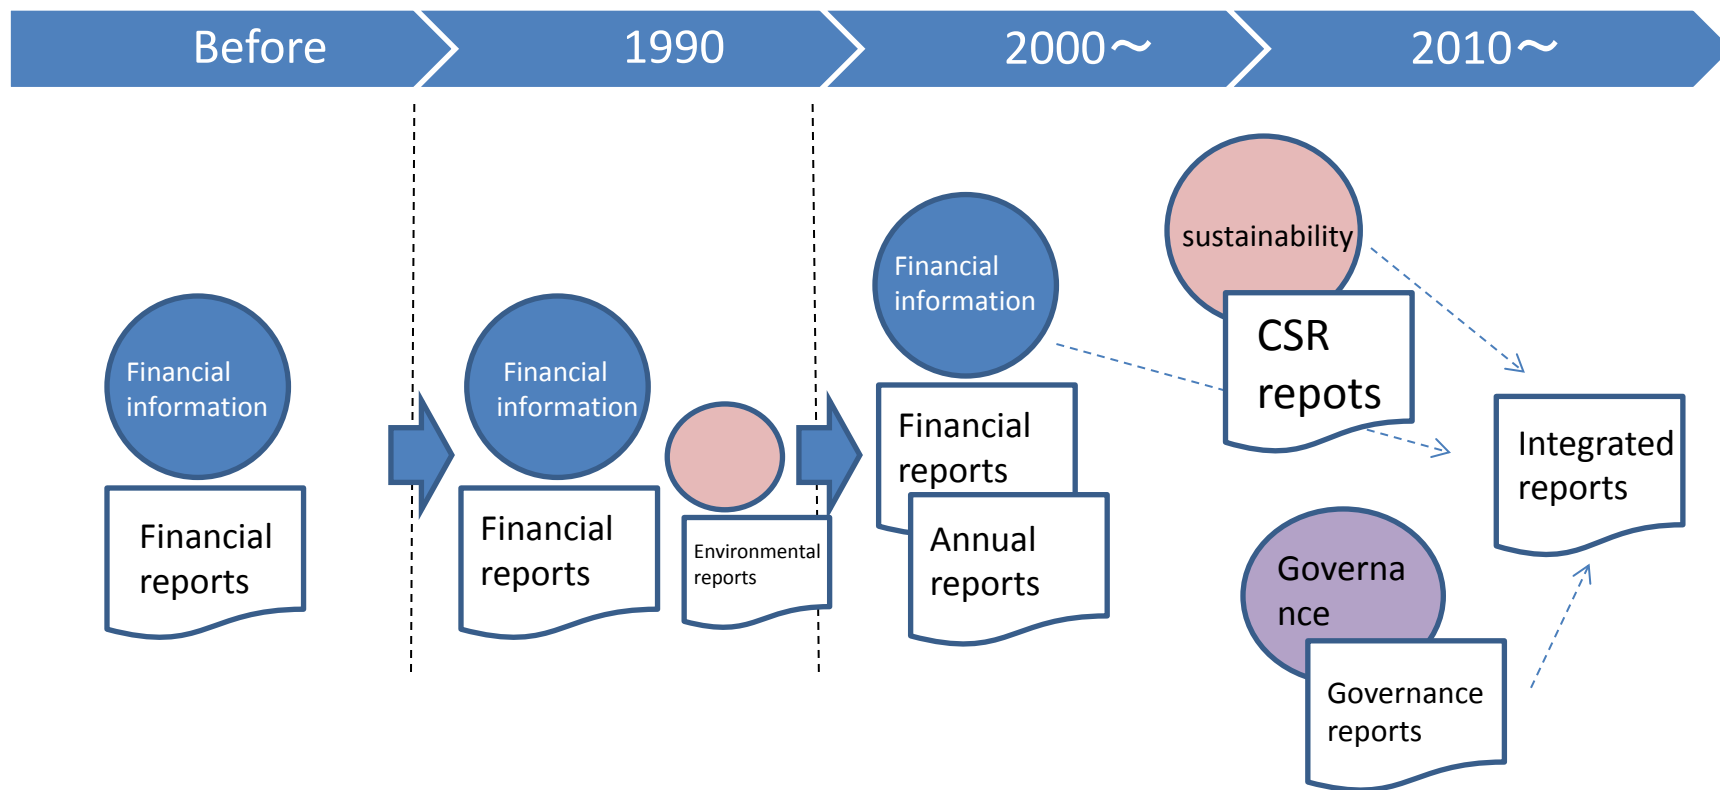 Before
1990
2000～
2010～
Financial
information
Financial
reports
Financial
information
Financial
reports
Environmental
reports
Financial
information
Financial
reports
Annual
reports
sustainability
CSR
repots
Governa
nce
Governance
reports
Integrated
reports